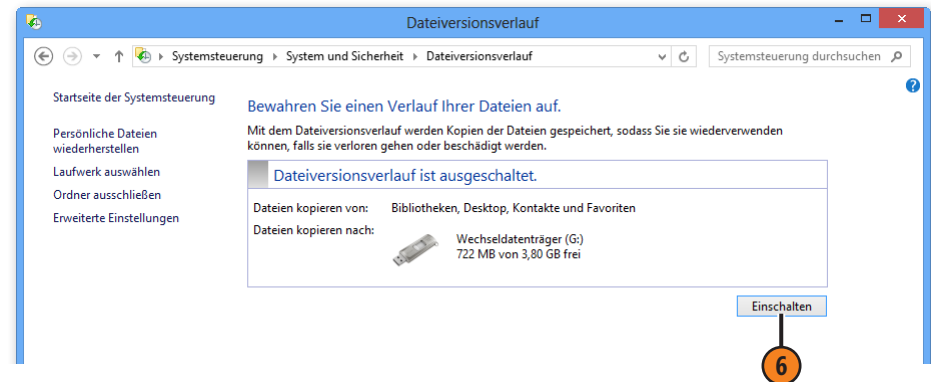 Dateiversionsverlauf
Systemsteuerung System und Sicherheit Dateiversionsverlauf
Systemsteuerung durchsuchen
Startseite der Systemsteuerung
Persönliche Dateien
wiederherstellen
Laufwerk auswählen
Ordner ausschließen
Erweiterte Einstellungen
Bewahren Sie einen Verlauf Ihrer Dateien auf.
Mit dem Dateiversionsverlauf werden Kopien der Dateien gespeichert, sodass Sie sie wiederverwenden
können, falls sie verloren gehen oder beschädigt werden.
Dateiversionsverlauf ist ausgeschaltet.
Dateien kopieren von: Bibliotheken, Desktop, Kontakte und Favoriten
Dateien kopieren nach:
Wechseldatenträger (G:)
722 MB von 3,80 GB frei
Einschalten
6